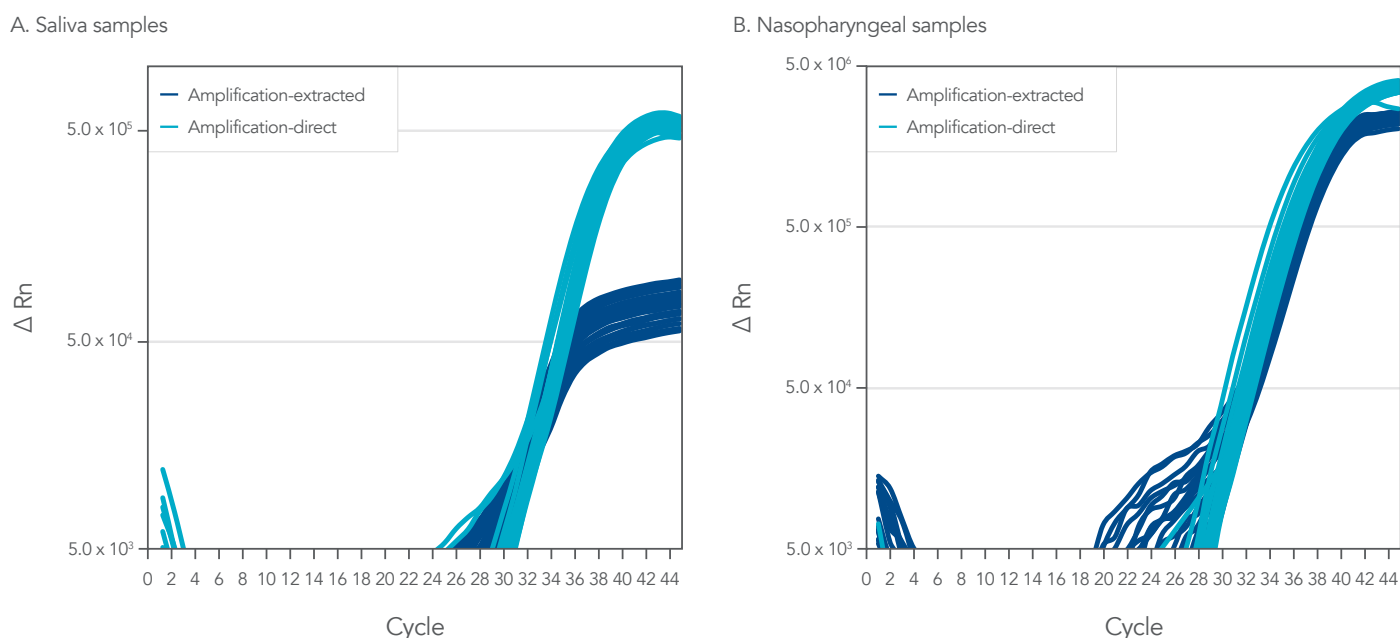 A. Saliva samples
Amplification-extracted
Amplification-direct
5.0 x 10⁵
5.0 x 10⁴
5.0 x 10³
Δ Rn
0 2 4 6 8 10 12 14 16 18 20 22 24 26 28 30 32 34 36 38 40 42 44
Cycle
B. Nasopharyngeal samples
Amplification-extracted
Amplification-direct
5.0 x 10⁶
5.0 x 10⁵
5.0 x 10⁴
5.0 x 10³
Δ Rn
0 2 4 6 8 10 12 14 16 18 20 22 24 26 28 30 32 34 36 38 40 42 44
Cycle